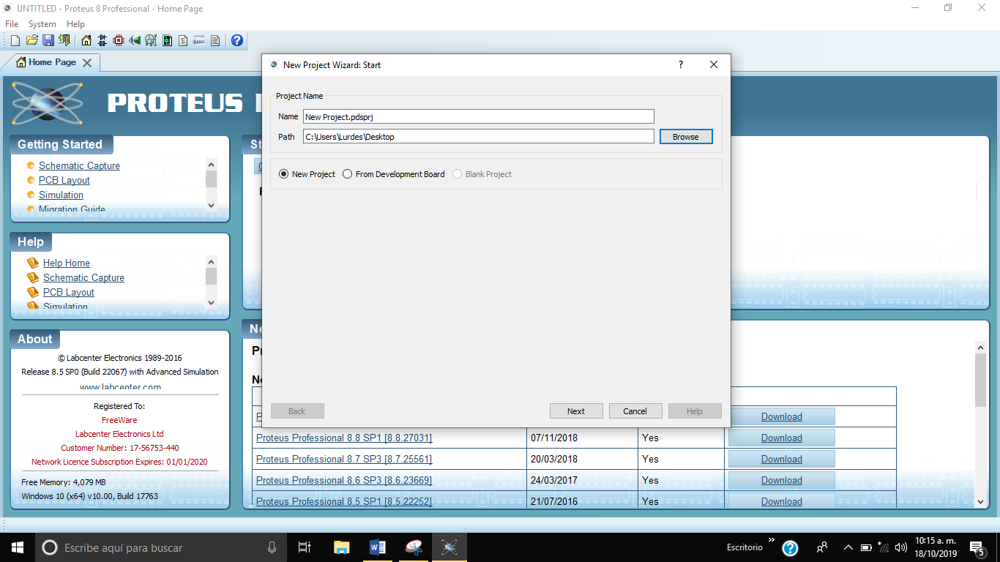 UNTITLED - Proteus 8 Professional - Home Page
File System Help
Home Page
New Project Wizard: Start
Project Name
Name New Project.pdsprj
Path C:\Users\Lurdes\Desktop Browse
New Project From Development Board Blank Project
Back Next Cancel Help
PROTEUS
Getting Started
Schematic Capture
PCB Layout
Simulation
Migration Guide
Help
Help Home
Schematic Capture
PCB Layout
Simulation
About
© Labcenter Electronics 1989-2016
Release 8.5 SP0 (Build 22067) with Advanced Simulation
www.labcenter.com
Registered To:
FreeWare
Labcenter Electronics Ltd
Customer Number: 17-56753-440
Network Licence Subscription Expires: 01/01/2020
Free Memory: 4,079 MB
Windows 10 (x64) v10.00, Build 17763
Download
Proteus Professional 8.8 SP1 [8.8.27031] 07/11/2018 Yes Download
Proteus Professional 8.7 SP3 [8.7.25561] 20/03/2018 Yes Download
Proteus Professional 8.6 SP3 [8.6.23669] 24/03/2017 Yes Download
Proteus Professional 8.5 SP1 [8.5.22252] 21/07/2016 Yes Download
Escribe aquí para buscar
Escritorio
10:15 a. m.
18/10/2019
5